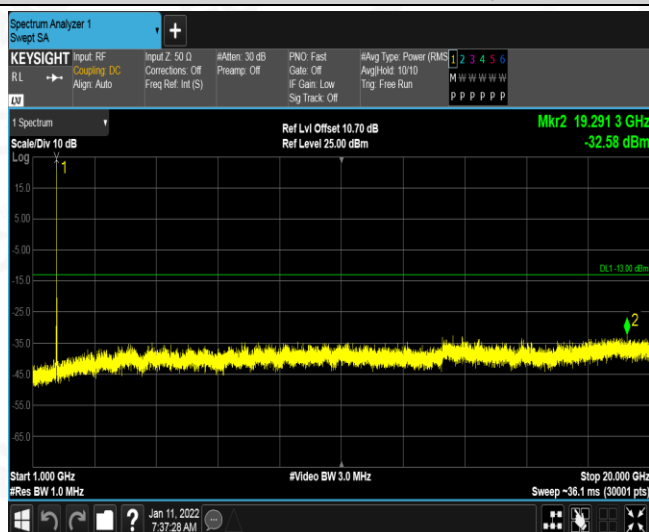 Spectrum Analyzer 1
Swept SA
+
KEYSIGHT
RL
LXI
Input: RF
Coupling: DC
Align: Auto
Input Z: 50 Ω
Corrections: Off
Freq Ref: Int (S)
#Atten: 30 dB
Preamp: Off
PNO: Fast
Gate: Off
IF Gain: Low
Sig Track: Off
#Avg Type: Power (RMS
Avg|Hold: 10/10
Trig: Free Run
1 2 3 4 5 6
M W W W W W
P P P P P P
1 Spectrum
Scale/Div 10 dB
Log
Ref Lvl Offset 10.70 dB
Ref Level 25.00 dBm
Mkr2 19.291 3 GHz
-32.58 dBm
1
15.0
5.00
-5.00
-15.0
DL1 -13.00 dBm
-25.0
2
-35.0
-45.0
-55.0
-65.0
Start 1.000 GHz
#Res BW 1.0 MHz
#Video BW 3.0 MHz
Stop 20.000 GHz
Sweep ~36.1 ms (30001 pts)
?
Jan 11, 2022
7:37:28 AM